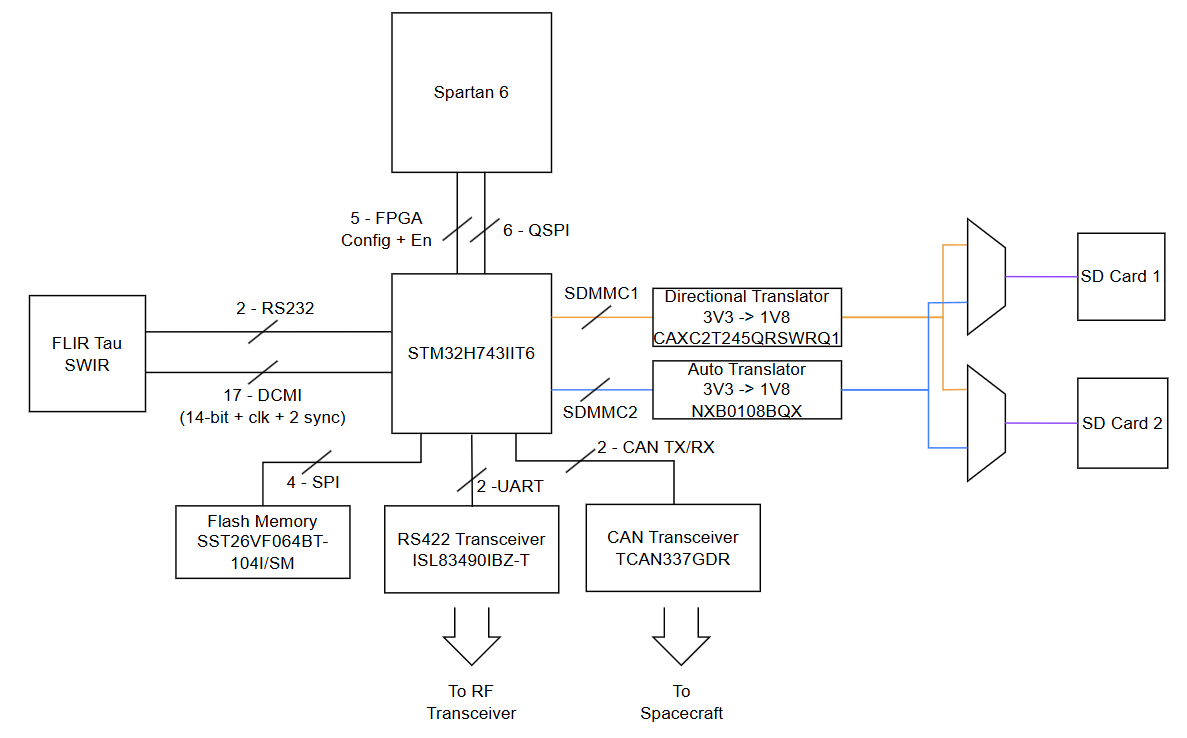 Spartan 6
5 - FPGA
Config + En
6 - QSPI
FLIR Tau
SWIR
2 - RS232
17 - DCMI
(14-bit + clk + 2 sync)
STM32H743IIT6
SDMMC1
SDMMC2
Directional Translator
3V3 -> 1V8
CAXC2T245QRSWRQ1
Auto Translator
3V3 -> 1V8
NXB0108BQX
SD Card 1
SD Card 2
4 - SPI
2 -UART
2 - CAN TX/RX
Flash Memory
SST26VF064BT-
104I/SM
RS422 Transceiver
ISL83490IBZ-T
CAN Transceiver
TCAN337GDR
To RF
Transceiver
To
Spacecraft